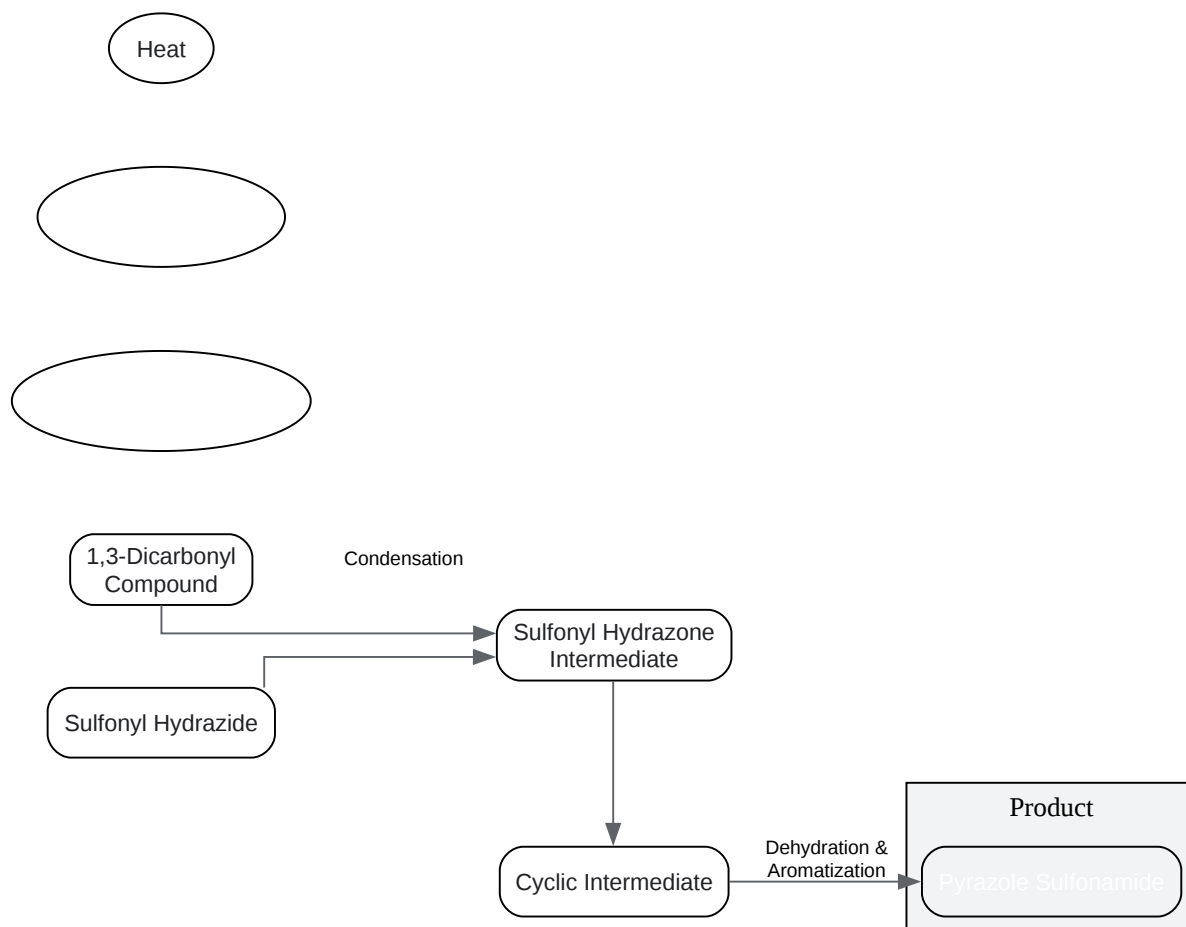 Heat
1,3-Dicarbonyl
Compound
Condensation
Sulfonyl Hydrazone
Intermediate
Sulfonyl Hydrazide
Product
Cyclic Intermediate
Dehydration &
Aromatization
Pyrazole Sulfonamide